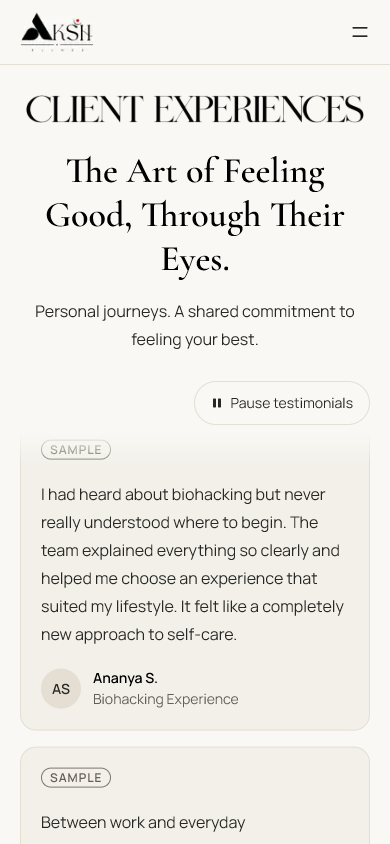 AKSH
CLIENT EXPERIENCES
The Art of Feeling
Good, Through Their
Eyes.
Personal journeys. A shared commitment to
feeling your best.
Pause testimonials
SAMPLE
I had heard about biohacking but never
really understood where to begin. The
team explained everything so clearly and
helped me choose an experience that
suited my lifestyle. It felt like a completely
new approach to self-care.
AS
Ananya S.
Biohacking Experience
SAMPLE
Between work and everyday